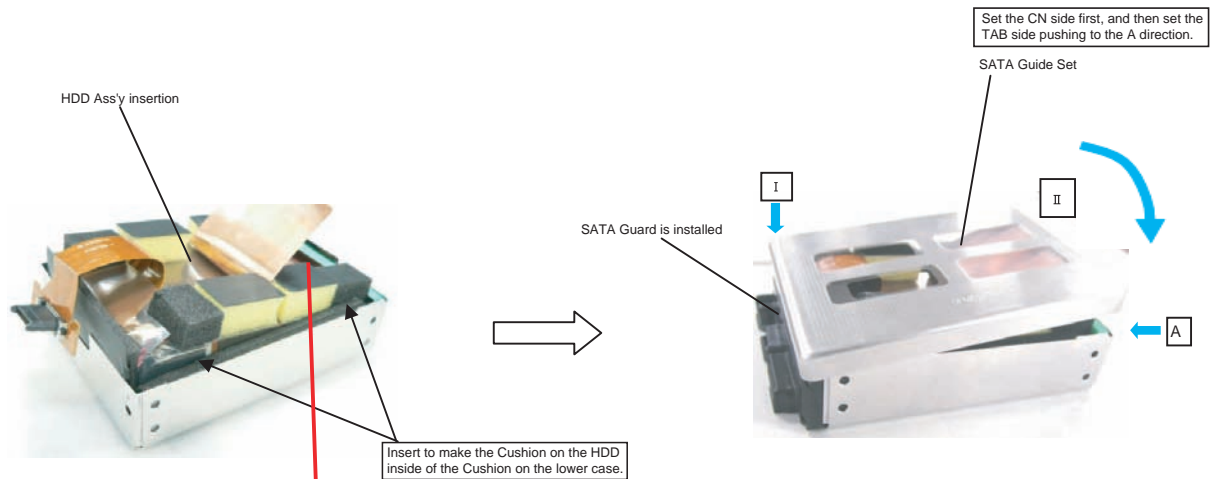 Set the CN side first, and then set the
TAB side pushing to the A direction.
SATA Guide Set
HDD Ass'y insertion
I
II
SATA Guard is installed
A
Insert to make the Cushion on the HDD
inside of the Cushion on the lower case.